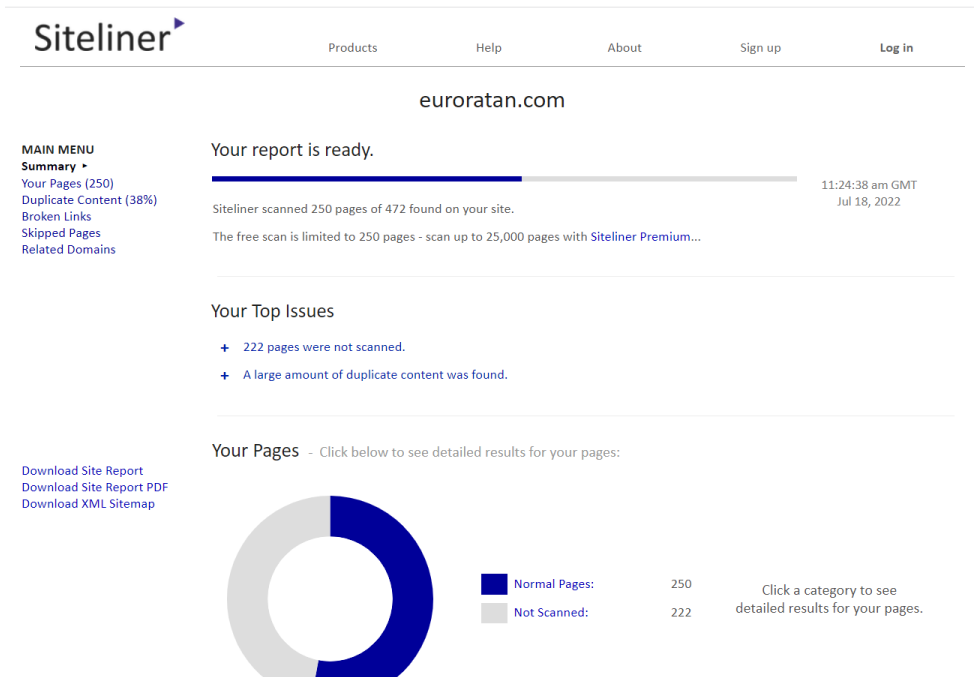 Siteliner
Products Help About Sign up Log in
euroratan.com
MAIN MENU
Summary
Your Pages (250)
Duplicate Content (38%)
Broken Links
Skipped Pages
Related Domains
Your report is ready.
11:24:38 am GMT
Jul 18, 2022
Siteliner scanned 250 pages of 472 found on your site.
The free scan is limited to 250 pages - scan up to 25,000 pages with Siteliner Premium...
Your Top Issues
+ 222 pages were not scanned.
+ A large amount of duplicate content was found.
Your Pages - Click below to see detailed results for your pages:
Download Site Report
Download Site Report PDF
Download XML Sitemap
Normal Pages: 250
Not Scanned: 222
Click a category to see
detailed results for your pages.